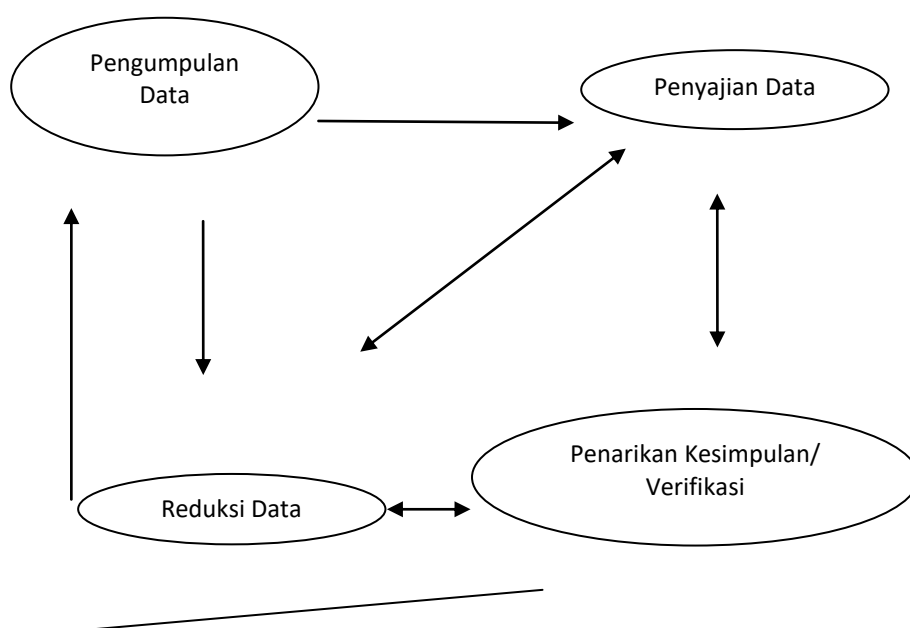 Pengumpulan
Data
Penyajian Data
Penarikan Kesimpulan/
Verifikasi
Reduksi Data